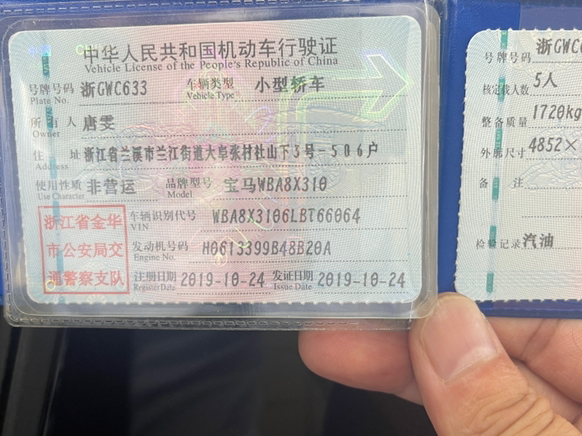 中华人民共和国机动车行驶证
Vehicle License of the People's Republic of China
号牌号码 浙GWC633 车辆类型 小型轿车
Plate No. Vehicle Type
所有人 唐雯
Owner
住址 浙江省兰溪市兰江街道大阜张村杜山下3号-506户
Address
使用性质 非营运 品牌型号 宝马WBA8X310
Use Character Model
浙江省金华市公安局交通警察支队
车辆识别代号 WBA8X3106LBT66064
VIN
发动机号码 H0613399B48B20A
Engine No.
注册日期 2019-10-24 发证日期 2019-10-24
Register Date Issue Date
号牌号码 浙GWC6
核定载人数 5人
整备质量 1720kg
外廓尺寸 4852×
备注
检验记录 汽油